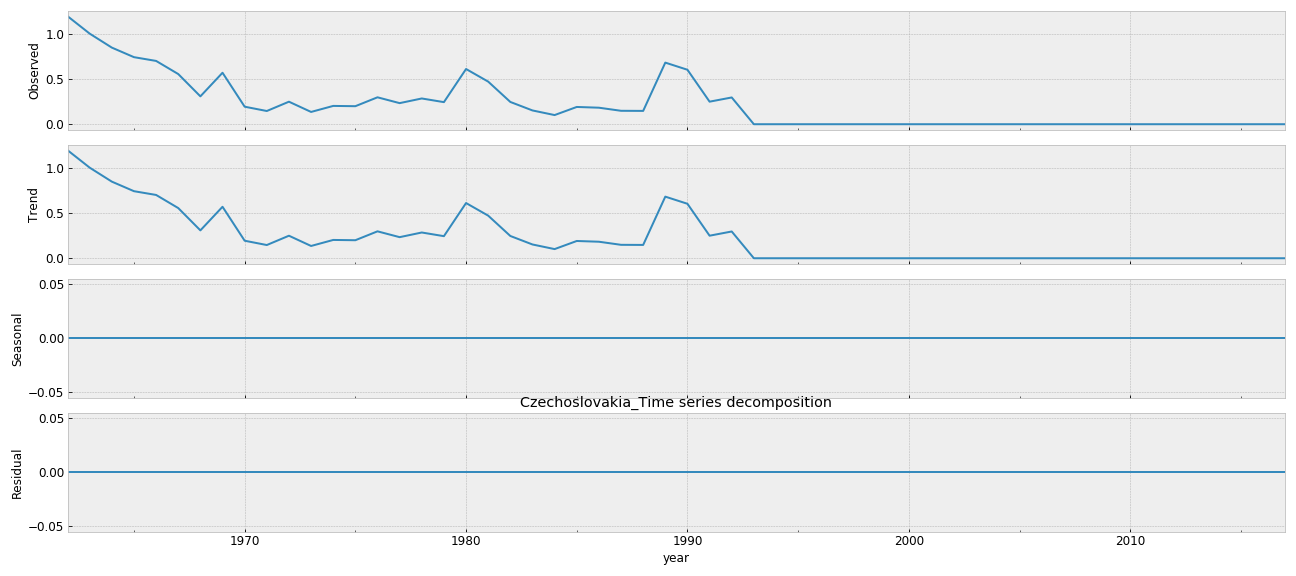 1.0
0.5
0.0
Observed
1.0
0.5
0.0
Trend
0.05
0.00
−0.05
Seasonal
Czechoslovakia_Time series decomposition
0.05
0.00
−0.05
Residual
1970 1980 1990 2000 2010
year